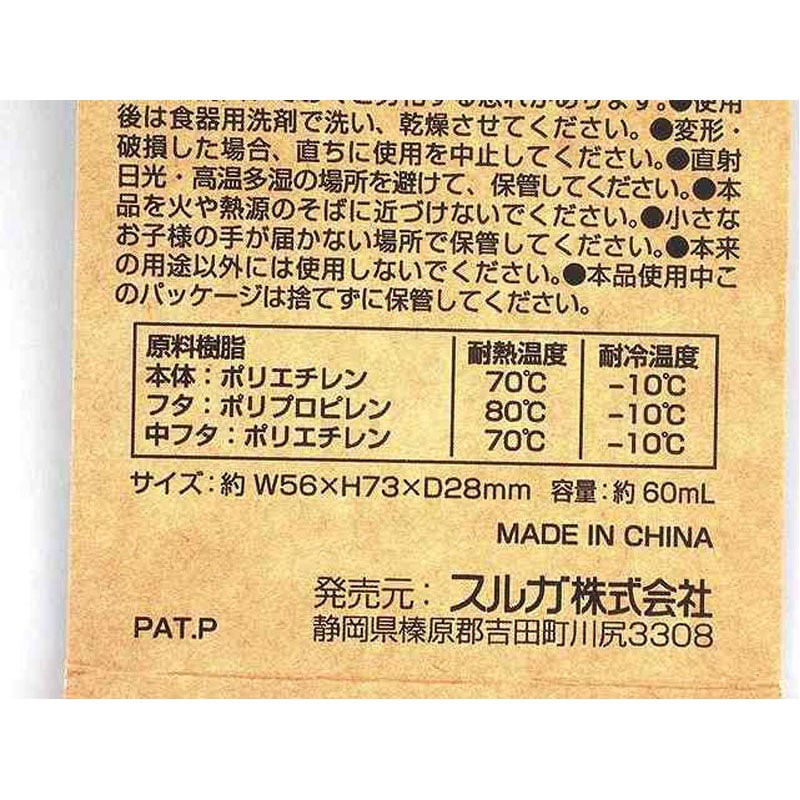 する恐れがあります。●使用
後は食器用洗剤で洗い、乾燥させてください。●変形・
破損した場合、直ちに使用を中止してください。●直射
日光・高温多湿の場所を避けて、保管してください。●本
品を火や熱源のそばに近づけないでください。●小さな
お子様の手が届かない場所で保管してください。●本来
の用途以外には使用しないでください。●本品使用中こ
のパッケージは捨てずに保管してください。
原料樹脂 耐熱温度 耐冷温度
本体：ポリエチレン 70℃ −10℃
フタ：ポリプロピレン 80℃ −10℃
中フタ：ポリエチレン 70℃ −10℃
サイズ：約 W56×H73×D28mm 容量：約 60mL
MADE IN CHINA
発売元：スルガ株式会社
PAT.P 静岡県榛原郡吉田町川尻3308